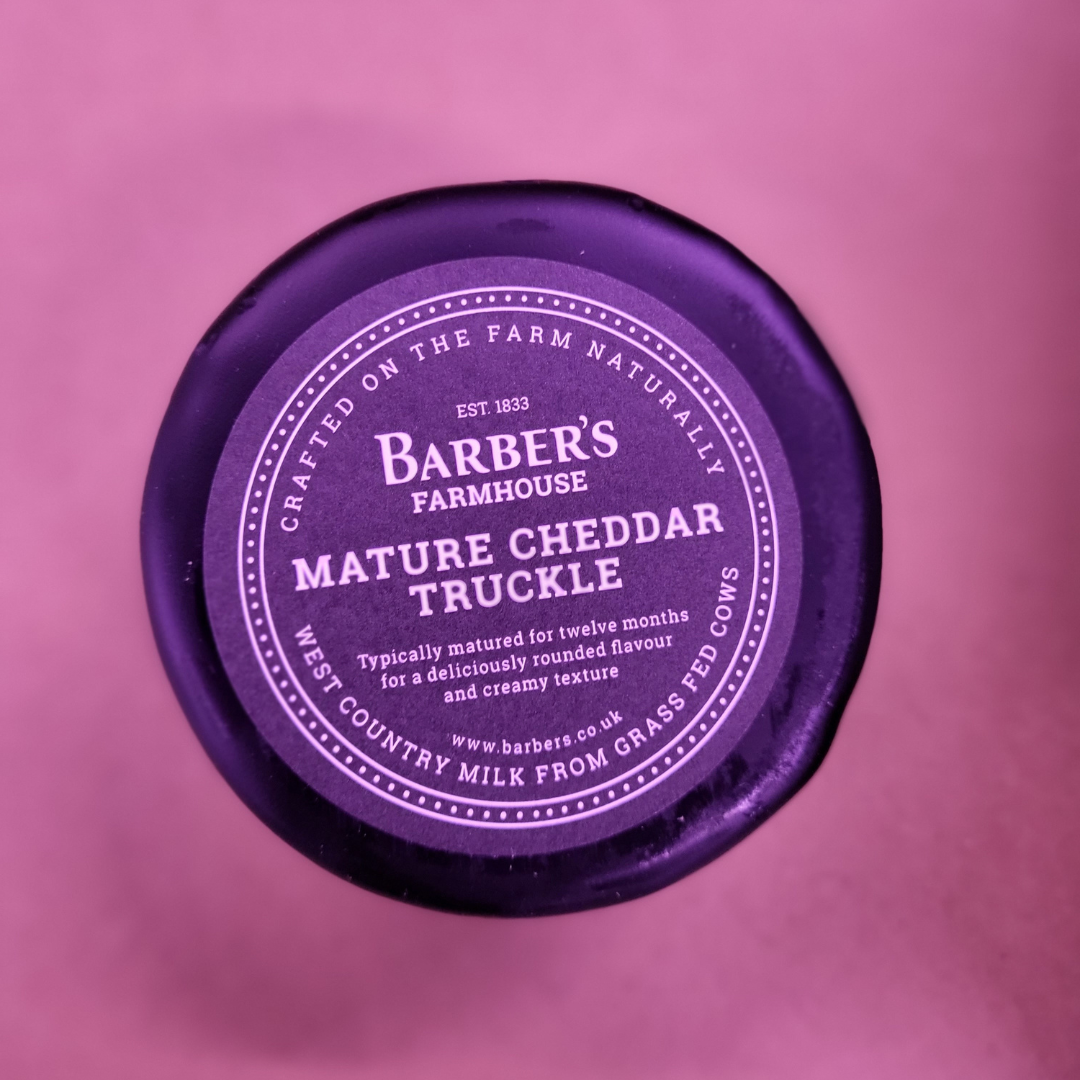 CRAFTED ON THE FARM NATURALLY
EST. 1833
BARBER'S
FARMHOUSE
MATURE CHEDDAR
TRUCKLE
Typically matured for twelve months
for a deliciously rounded flavour
and creamy texture
www.barbers.co.uk
WEST COUNTRY MILK FROM GRASS FED COWS